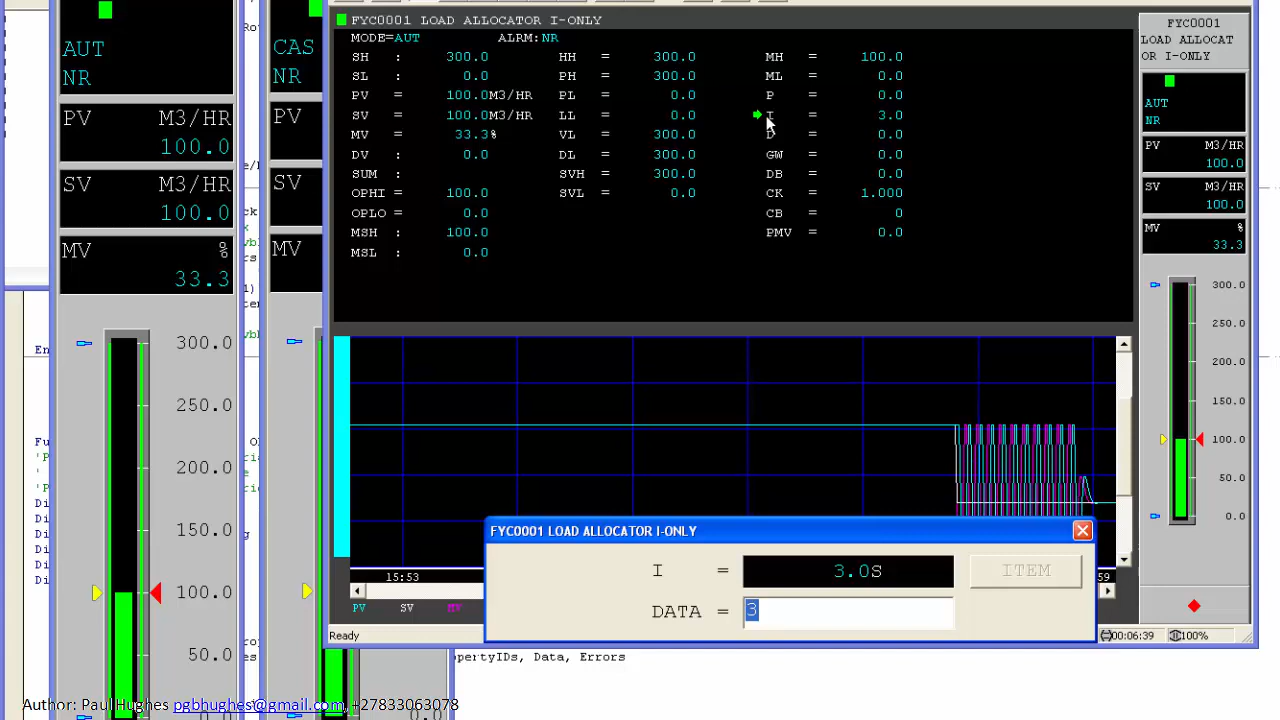 AUT
NR
PV M3/HR
100.0
SV M3/HR
100.0
MV %
33.3
300.0
250.0
200.0
150.0
100.0
50.0
CAS
NR
PV
SV
MV
FYC0001 LOAD ALLOCATOR I-ONLY
MODE=AUT ALRM:NR
SH : 300.0 HH = 300.0 MH = 100.0
SL : 0.0 PH = 300.0 ML = 0.0
PV = 100.0M3/HR PL = 0.0 P = 0.0
SV = 100.0M3/HR LL = 0.0 I = 3.0
MV = 33.3% VL = 300.0 D = 0.0
DV : 0.0 DL = 300.0 GW = 0.0
SUM : SVH = 300.0 DB = 0.0
OPHI = 100.0 SVL = 0.0 CK = 1.000
OPLO = 0.0 CB = 0
MSH : 100.0 PMV = 0.0
MSL : 0.0
FYC0001
LOAD ALLOCAT
OR I-ONLY
AUT
NR
PV M3/HR
100.0
SV M3/HR
100.0
MV %
33.3
300.0
250.0
200.0
150.0
100.0
50.0
0.0
15:53
PV SV MV
Ready
00:06:39 100%
FYC0001 LOAD ALLOCATOR I-ONLY
I = 3.0S ITEM
DATA = 3
pertyIDs, Data, Errors
Author: Paul Hughes pgbhughes@gmail.com,+27833063078